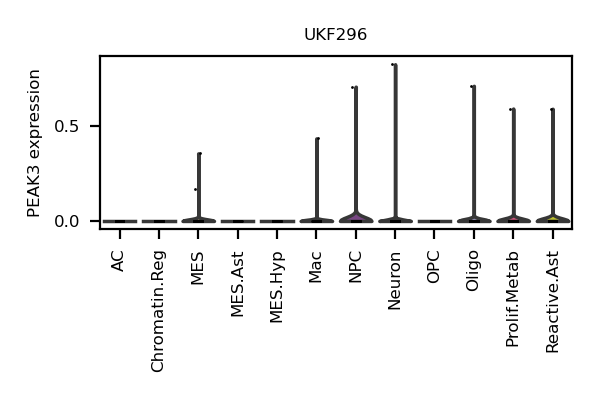 UKF296
PEAK3 expression
0.5
0.0
AC
Chromatin.Reg
MES
MES.Ast
MES.Hyp
Mac
NPC
Neuron
OPC
Oligo
Prolif.Metab
Reactive.Ast